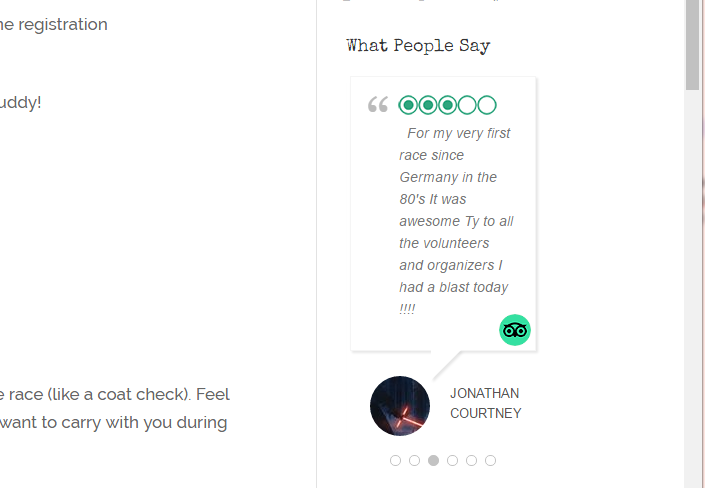 ne registration
uddy!
e race (like a coat check). Feel
want to carry with you during
What People Say
“
For my very first
race since
Germany in the
80's It was
awesome Ty to all
the volunteers
and organizers I
had a blast today
!!!!
JONATHAN
COURTNEY